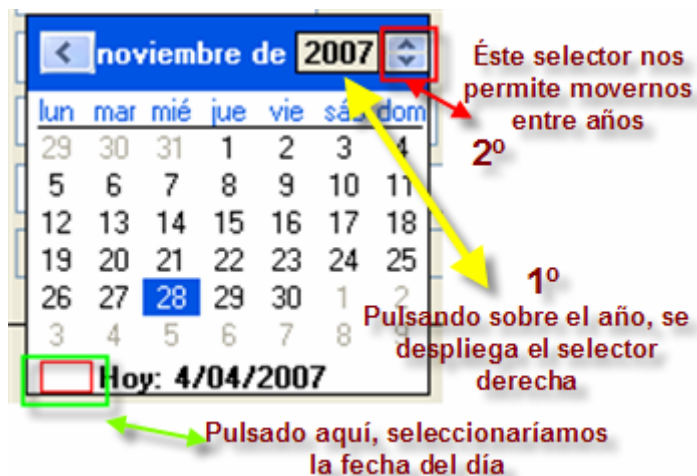 noviembre de 2007
Éste selector nos
permite movernos
entre años
2º
lun mar mié jue vie sáb dom
29 30 31 1 2 3 4
5 6 7 8 9 10 11
12 13 14 15 16 17 18
19 20 21 22 23 24 25
26 27 28 29 30 1 2
3 4 5 6 7 8 9
Hoy: 4/04/2007
1º
Pulsando sobre el año, se
despliega el selector
derecha
Pulsado aquí, seleccionaríamos
la fecha del día